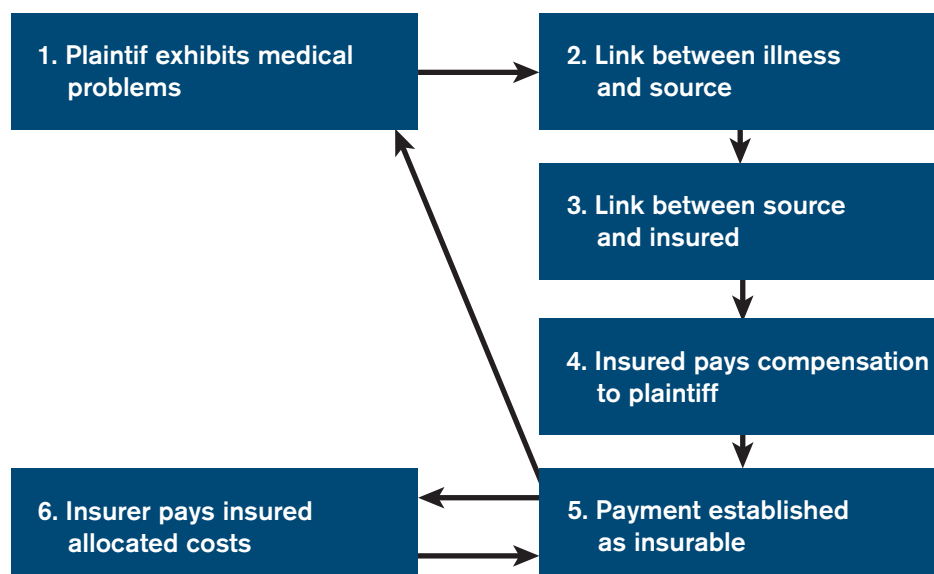 1. Plaintif exhibits medical
problems
2. Link between illness
and source
3. Link between source
and insured
4. Insured pays compensation
to plaintiff
5. Payment established
as insurable
6. Insurer pays insured
allocated costs